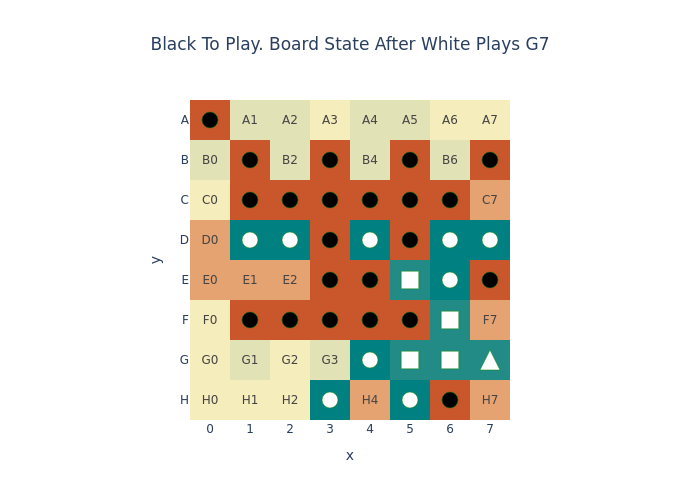 Black To Play. Board State After White Plays G7
A A1 A2 A3 A4 A5 A6 A7
B B0 B2 B4 B6
C C0 C7
D D0
E E0 E1 E2
F F0 F7
G G0 G1 G2 G3
H H0 H1 H2 H4 H7
0 1 2 3 4 5 6 7
y
x